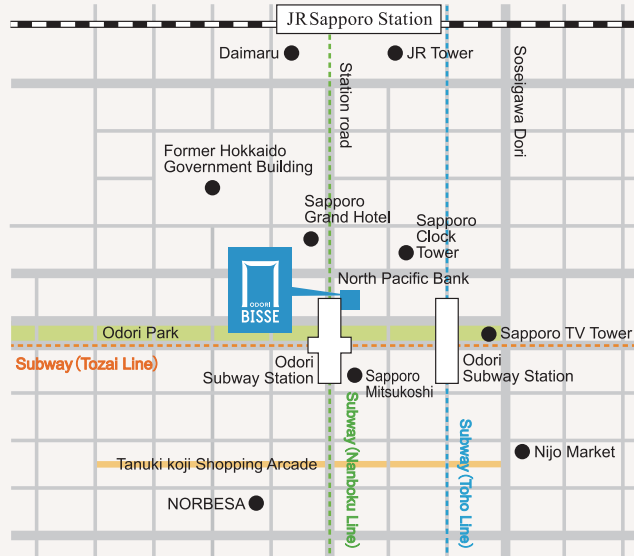 JR Sapporo Station
Daimaru
JR Tower
Station road
Soseigawa Dori
Former Hokkaido
Government Building
Sapporo
Grand Hotel
Sapporo
Clock
Tower
ODORI
BISSE
North Pacific Bank
Odori Park
Sapporo TV Tower
Subway (Tozai Line)
Odori
Subway Station
Sapporo
Mitsukoshi
Odori
Subway Station
Subway (Nanboku Line)
Subway (Toho Line)
Nijo Market
Tanuki koji Shopping Arcade
NORBESA